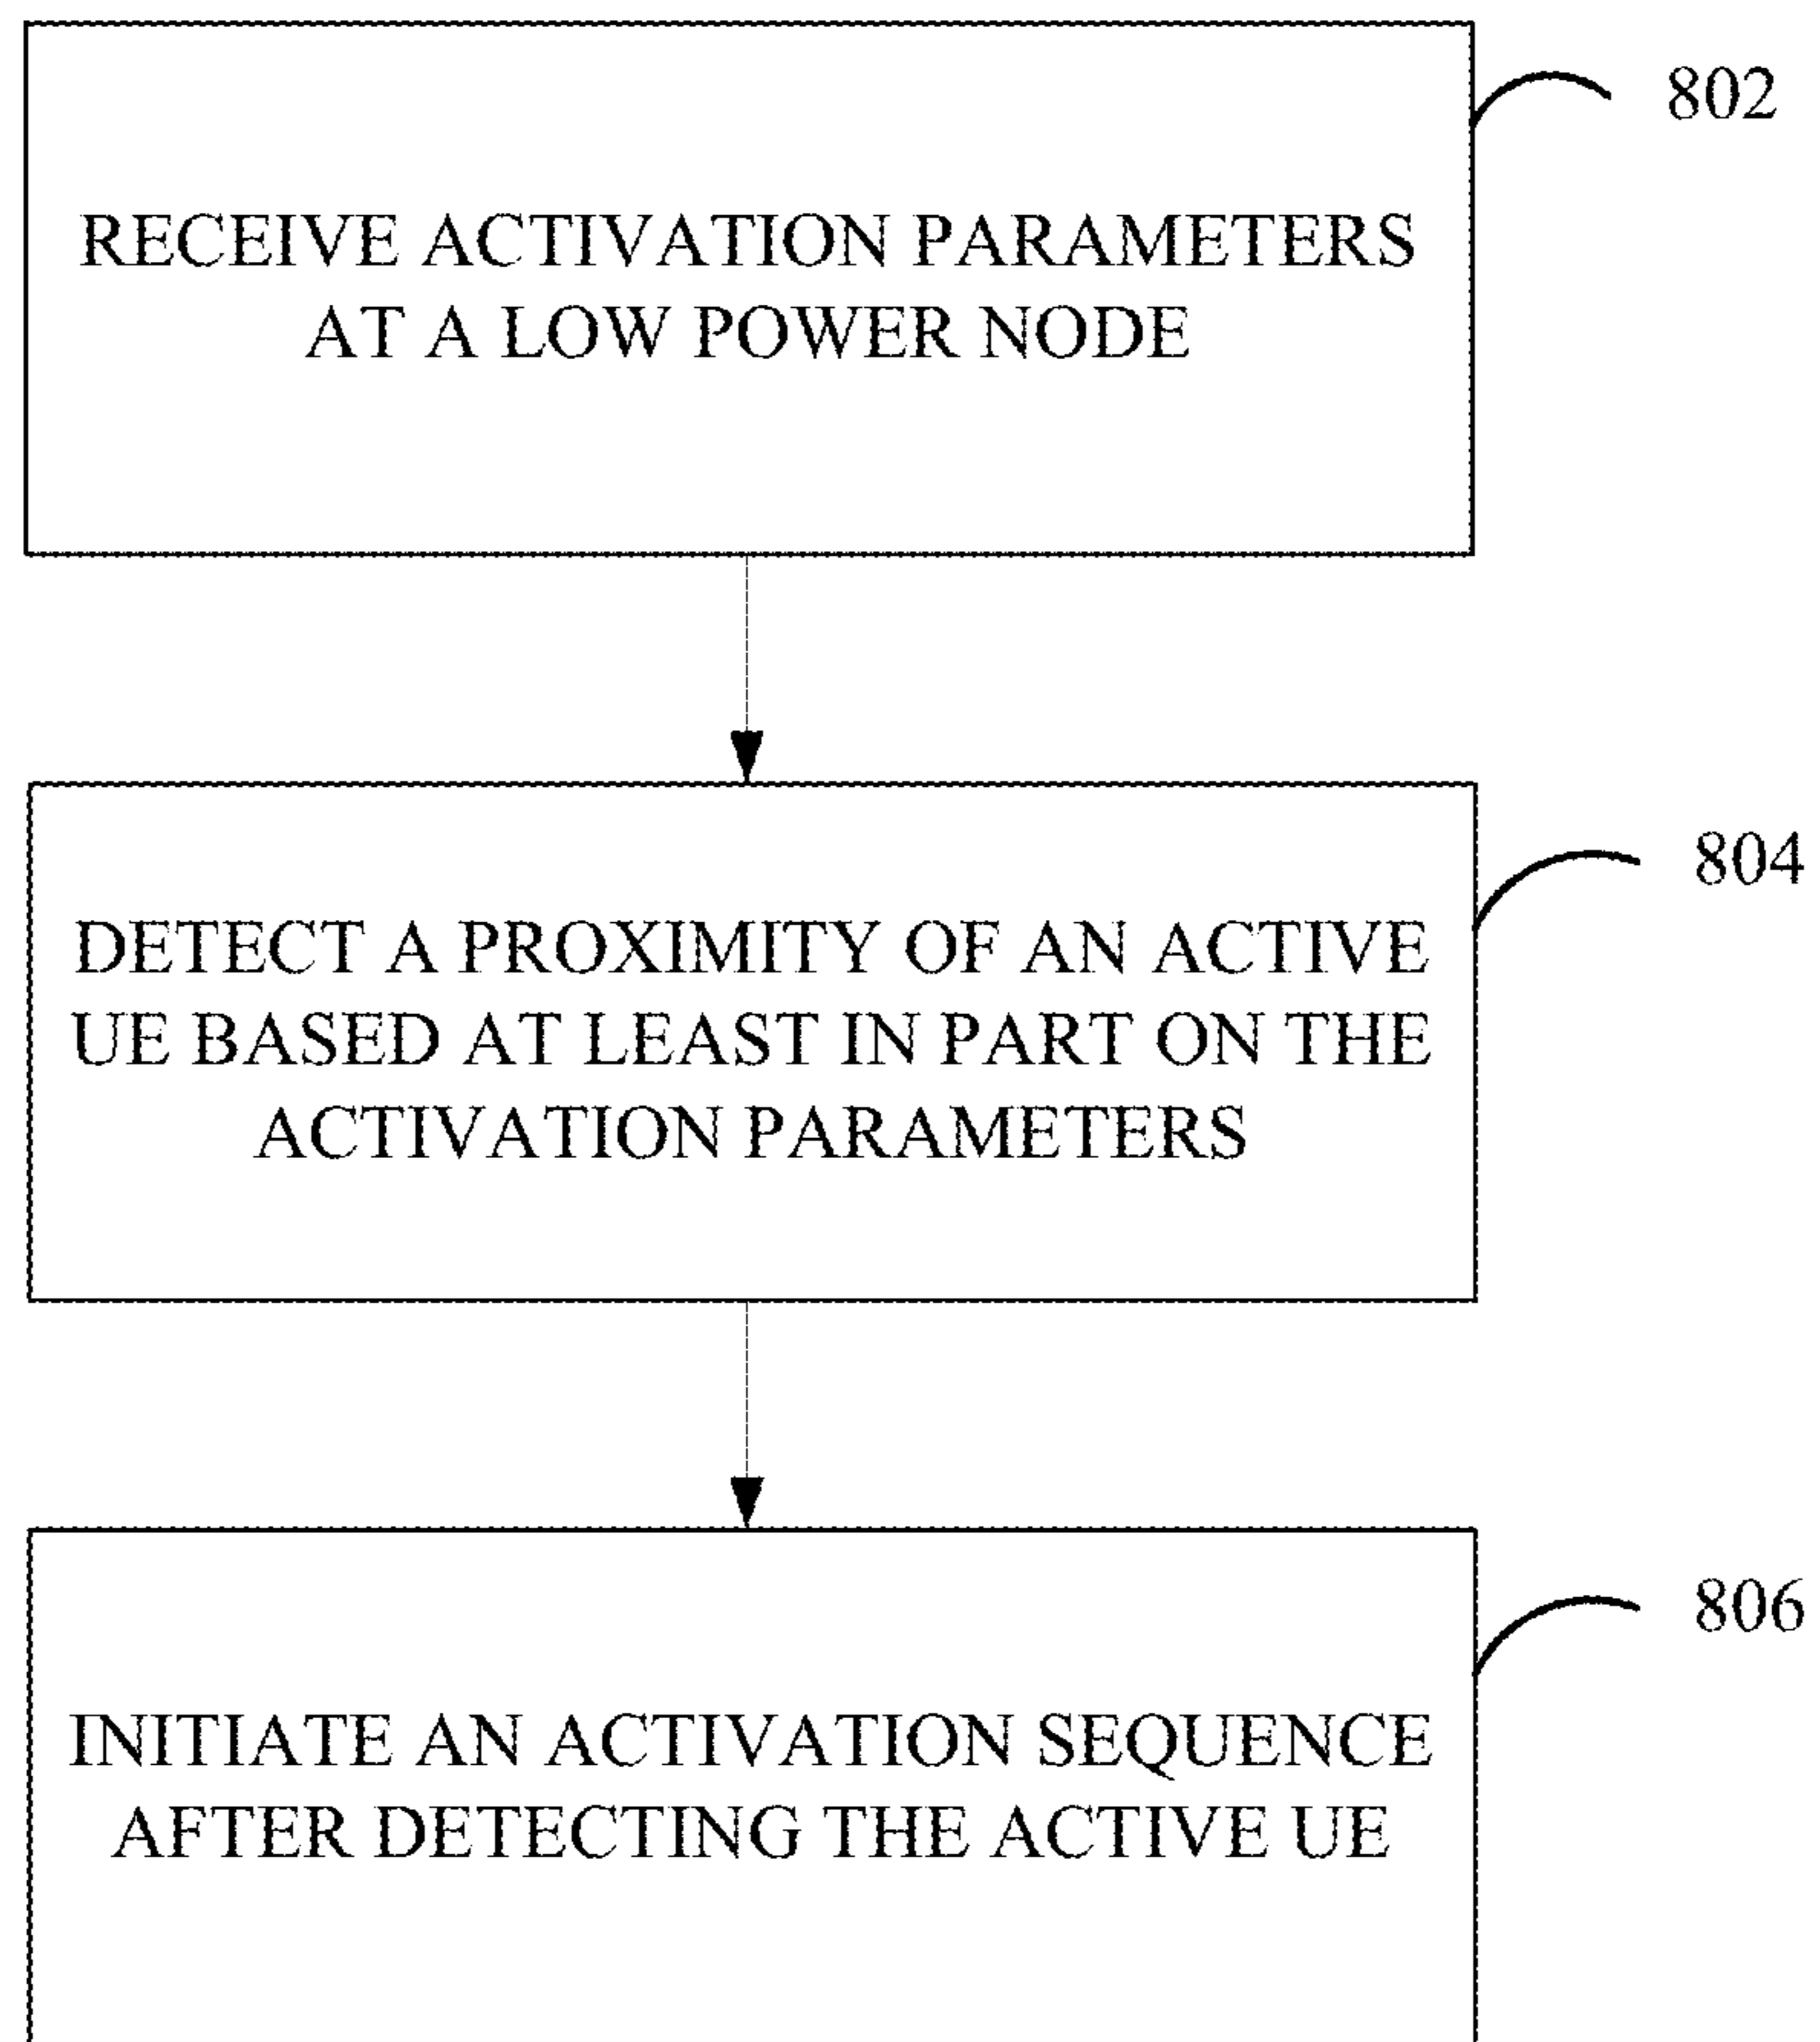 802
RECEIVE ACTIVATION PARAMETERS
AT A LOW POWER NODE
804
DETECT A PROXIMITY OF AN ACTIVE
UE BASED AT LEAST IN PART ON THE
ACTIVATION PARAMETERS
806
INITIATE AN ACTIVATION SEQUENCE
AFTER DETECTING THE ACTIVE UE